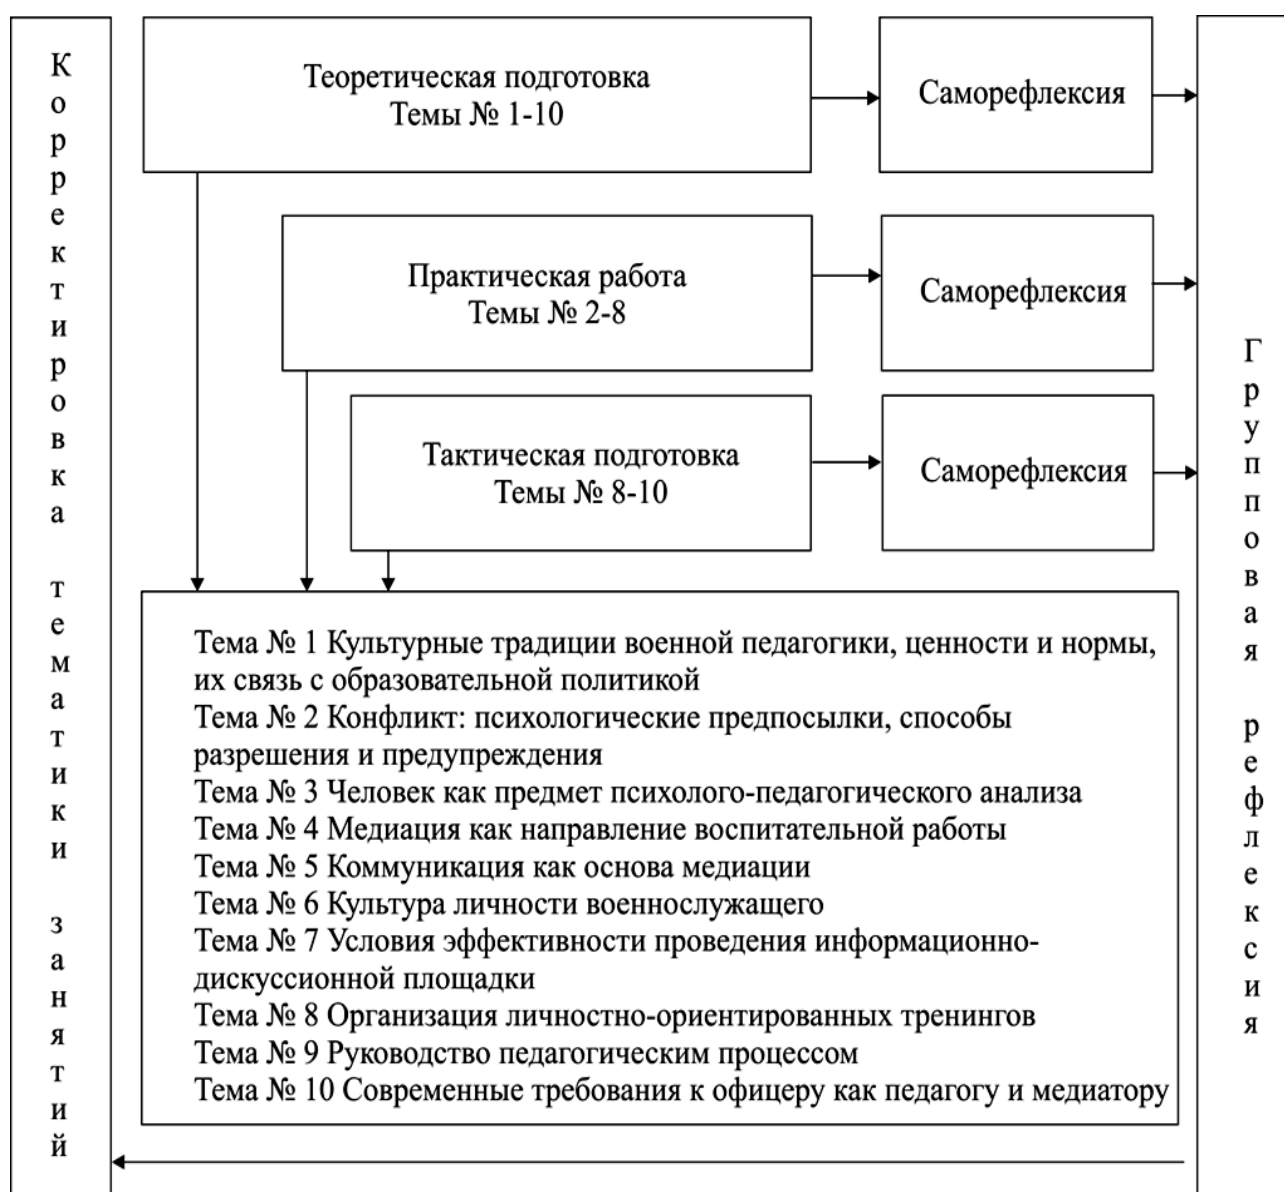 Корректировка тематики занятий
Теоретическая подготовка
Темы № 1-10
Саморефлексия
Практическая работа
Темы № 2-8
Саморефлексия
Тактическая подготовка
Темы № 8-10
Саморефлексия
Групповая рефлексия
Тема № 1 Культурные традиции военной педагогики, ценности и нормы,
их связь с образовательной политикой
Тема № 2 Конфликт: психологические предпосылки, способы
разрешения и предупреждения
Тема № 3 Человек как предмет психолого-педагогического анализа
Тема № 4 Медиация как направление воспитательной работы
Тема № 5 Коммуникация как основа медиации
Тема № 6 Культура личности военнослужащего
Тема № 7 Условия эффективности проведения информационно-
дискуссионной площадки
Тема № 8 Организация личностно-ориентированных тренингов
Тема № 9 Руководство педагогическим процессом
Тема № 10 Современные требования к офицеру как педагогу и медиатору